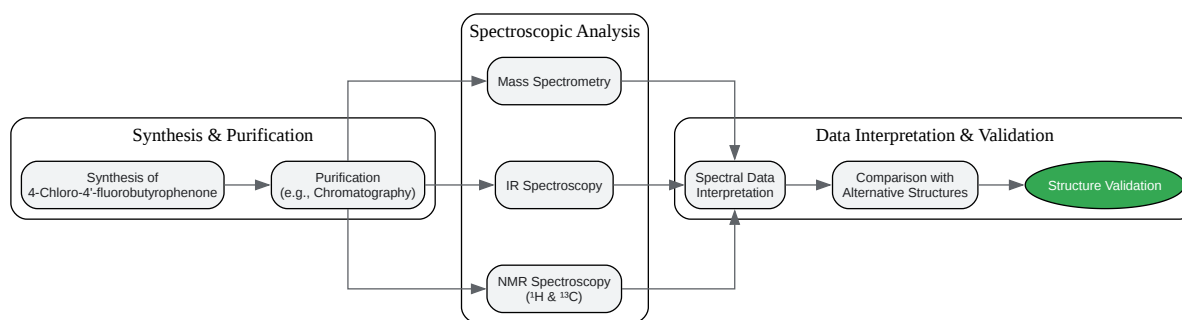 Synthesis & Purification
Synthesis of
4-Chloro-4'-fluorobutyrophenone
Purification
(e.g., Chromatography)
Spectroscopic Analysis
Mass Spectrometry
IR Spectroscopy
NMR Spectroscopy
(¹H & ¹³C)
Data Interpretation & Validation
Spectral Data
Interpretation
Comparison with
Alternative Structures
Structure Validation